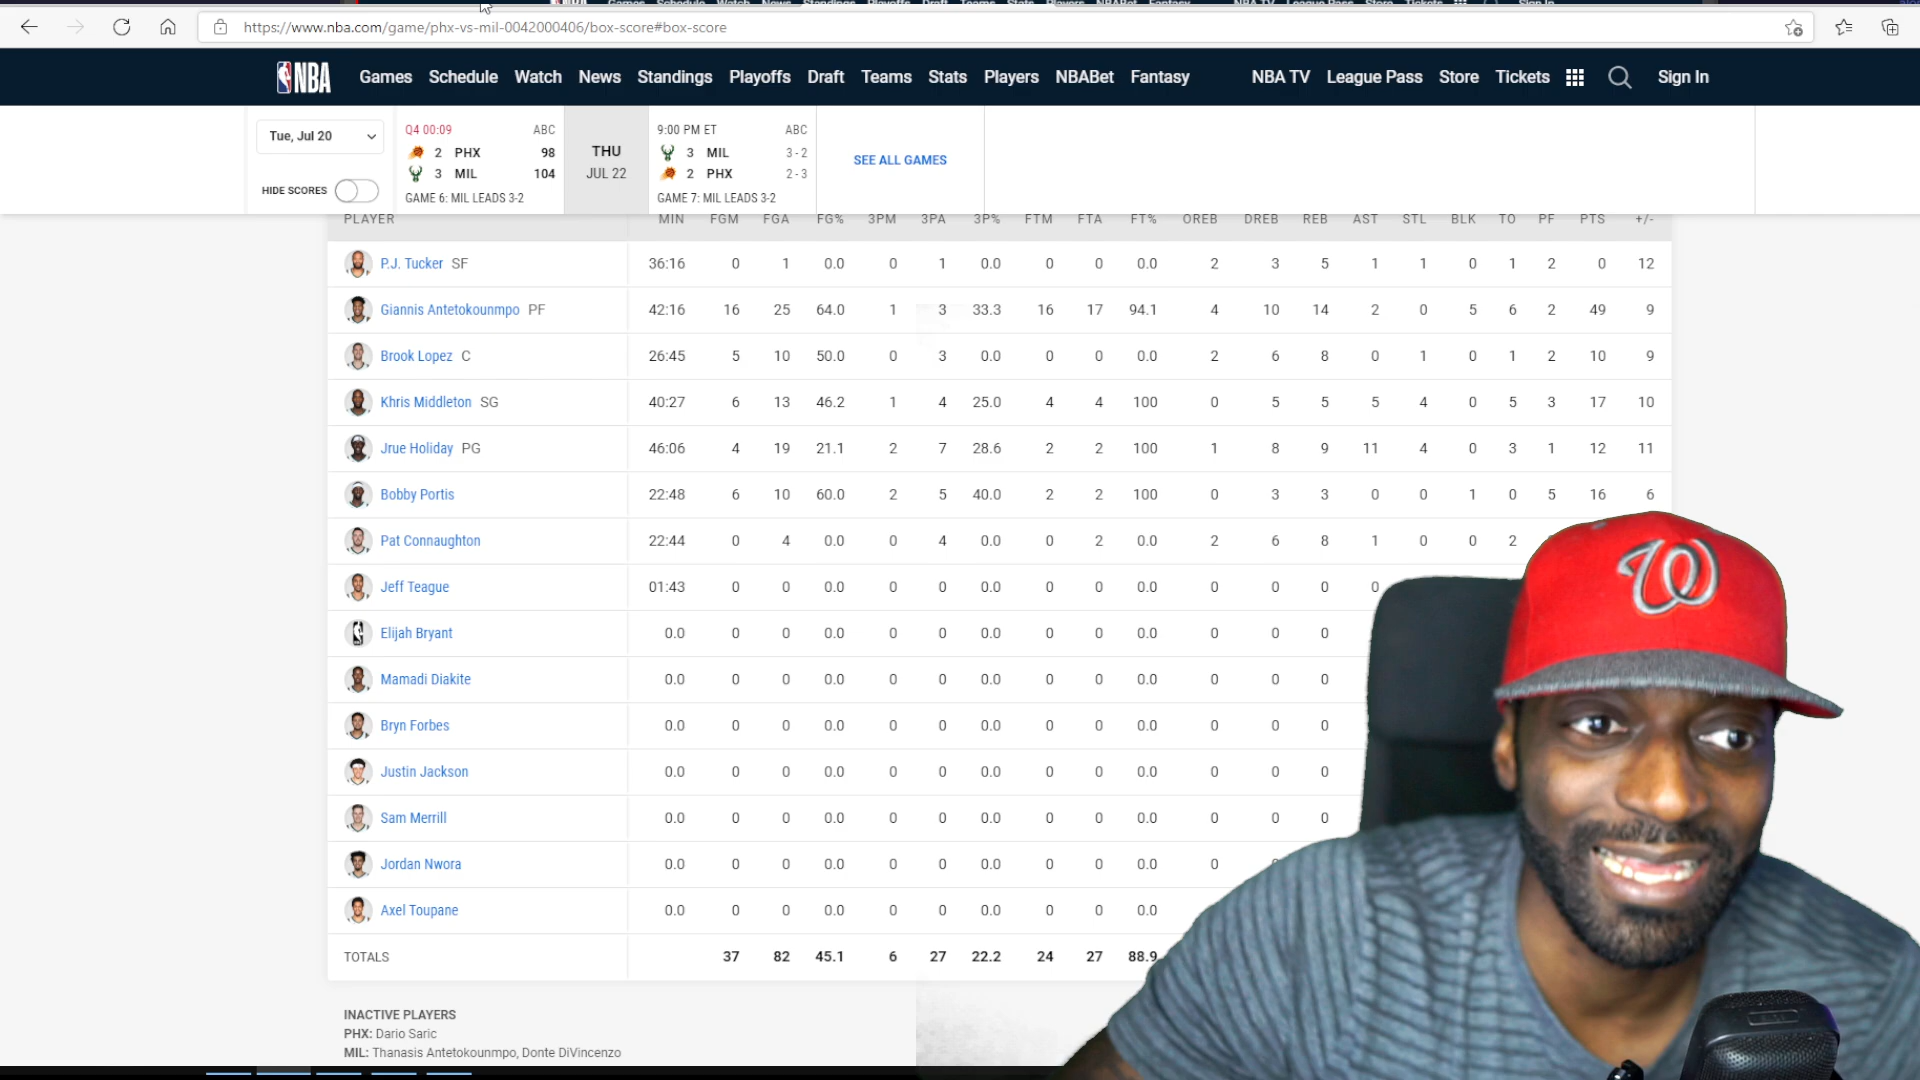 https://www.nba.com/game/phx-vs-mil-0042000406/box-score#box-score
NBA Games Schedule Watch News Standings Playoffs Draft Teams Stats Players NBABet Fantasy NBA TV League Pass Store Tickets Sign In
Tue, Jul 20
HIDE SCORES
Q4 00:09 ABC
2 PHX 98
3 MIL 104
GAME 6: MIL LEADS 3-2
THU
JUL 22
9:00 PM ET ABC
3 MIL 3-2
2 PHX 2-3
GAME 7: MIL LEADS 3-2
SEE ALL GAMES
PLAYER MIN FGM FGA FG% 3PM 3PA 3P% FTM FTA FT% OREB DREB REB AST STL BLK TO PF PTS +/-
P.J. Tucker SF 36:16 0 1 0.0 0 1 0.0 0 0 0.0 2 3 5 1 1 0 1 2 0 12
Giannis Antetokounmpo PF 42:16 16 25 64.0 1 3 33.3 16 17 94.1 4 10 14 2 0 5 6 2 49 9
Brook Lopez C 26:45 5 10 50.0 0 3 0.0 0 0 0.0 2 6 8 0 1 0 1 2 10 9
Khris Middleton SG 40:27 6 13 46.2 1 4 25.0 4 4 100 0 5 5 5 4 0 5 3 17 10
Jrue Holiday PG 46:06 4 19 21.1 2 7 28.6 2 2 100 1 8 9 11 4 0 3 1 12 11
Bobby Portis 22:48 6 10 60.0 2 5 40.0 2 2 100 0 3 3 0 0 1 0 5 16 6
Pat Connaughton 22:44 0 4 0.0 0 4 0.0 0 2 0.0 2 6 8 1 0 0 2
Jeff Teague 01:43 0 0 0.0 0 0 0.0 0 0 0.0 0 0 0 0
Elijah Bryant 0.0 0 0 0.0 0 0 0.0 0 0 0.0 0 0 0
Mamadi Diakite 0.0 0 0 0.0 0 0 0.0 0 0 0.0 0 0 0
Bryn Forbes 0.0 0 0 0.0 0 0 0.0 0 0 0.0 0 0 0
Justin Jackson 0.0 0 0 0.0 0 0 0.0 0 0 0.0 0 0 0
Sam Merrill 0.0 0 0 0.0 0 0 0.0 0 0 0.0 0 0 0
Jordan Nwora 0.0 0 0 0.0 0 0 0.0 0 0 0.0 0
Axel Toupane 0.0 0 0 0.0 0 0 0.0 0 0 0.0
TOTALS 37 82 45.1 6 27 22.2 24 27 88.9
INACTIVE PLAYERS
PHX: Dario Saric
MIL: Thanasis Antetokounmpo, Donte DiVincenzo
W